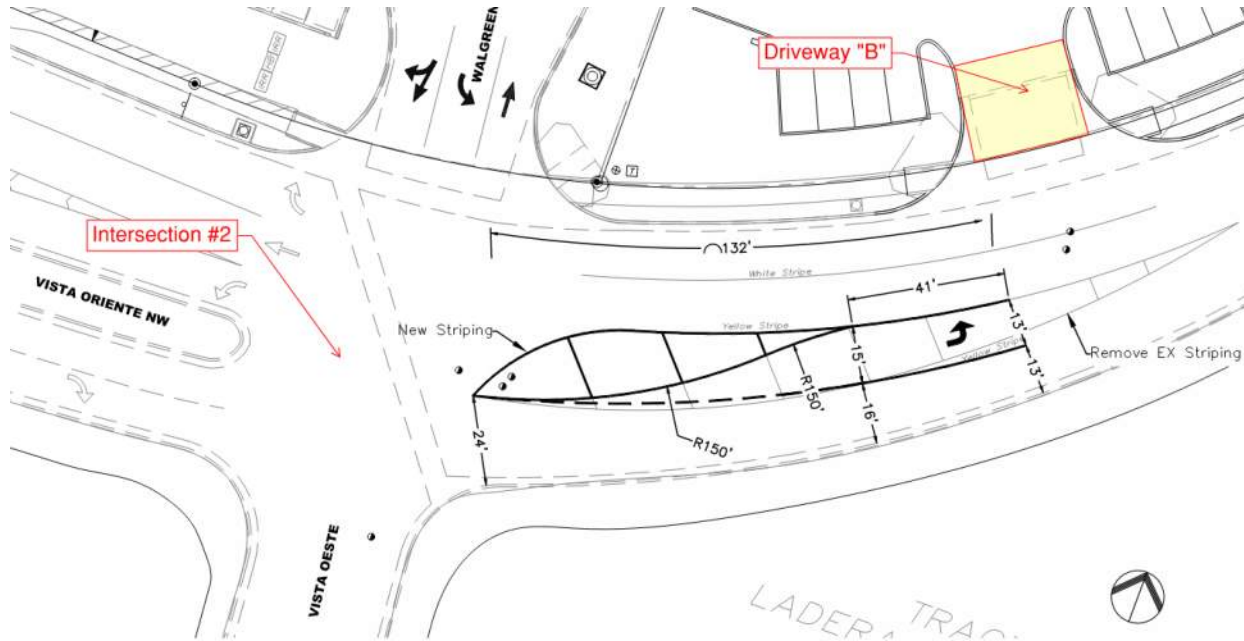 WALGREEN
Driveway "B"
Intersection #2
132'
VISTA ORIENTE NW
White Stripe
41'
New Striping
Yellow Stripe
13'
15'
Yellow Stripe
Remove EX Striping
13'
R150'
16'
24'
R150'
VISTA OESTE
LADERA
TRAC